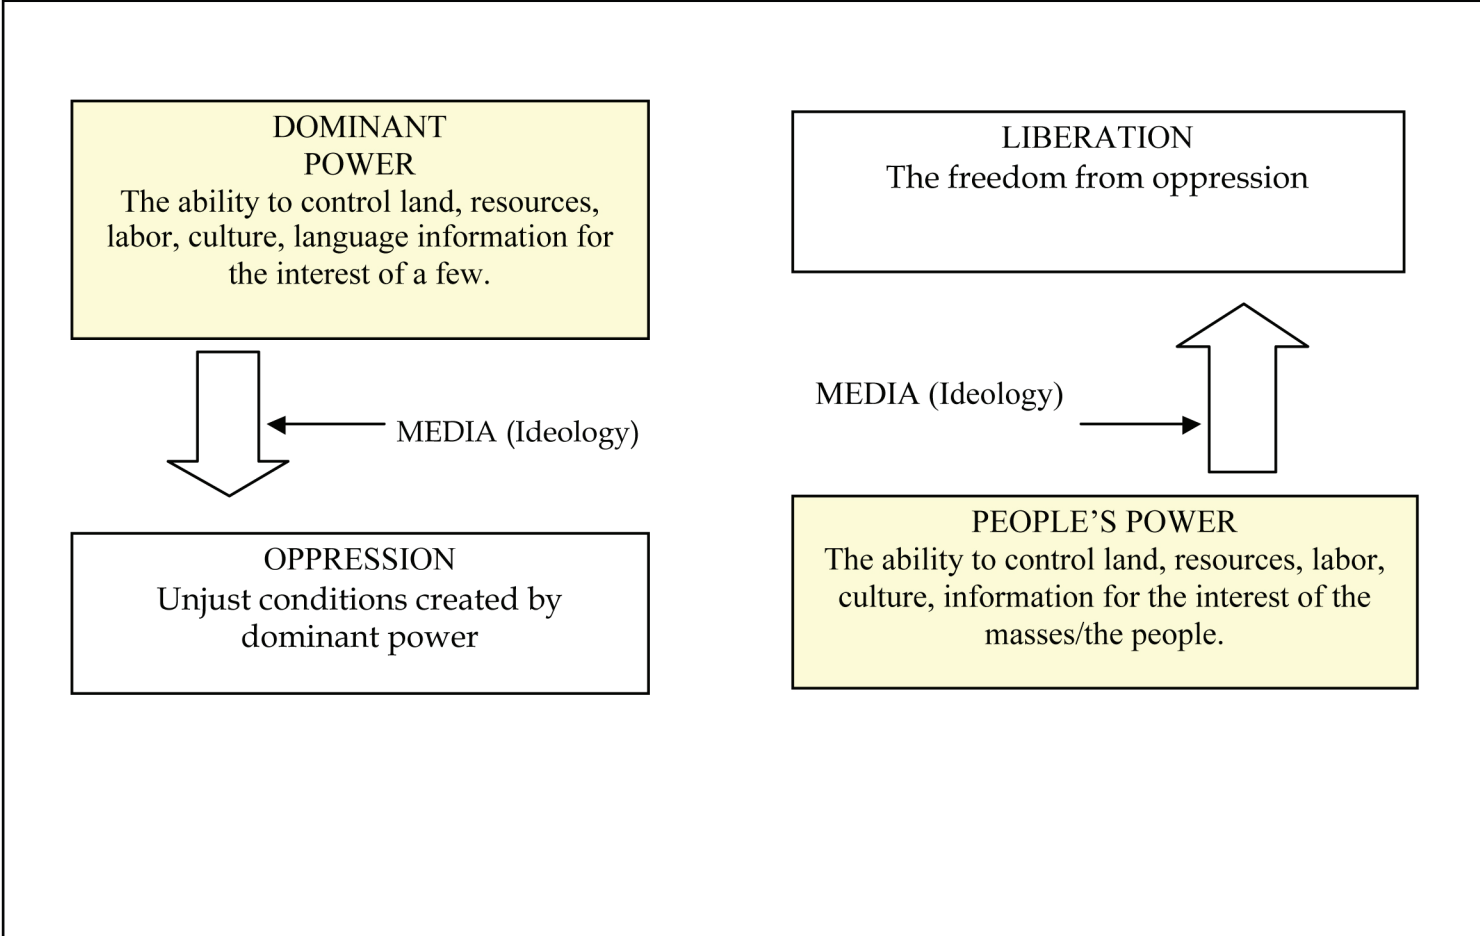 DOMINANT
POWER
The ability to control land, resources,
labor, culture, language information for
the interest of a few.
MEDIA (Ideology)
OPPRESSION
Unjust conditions created by
dominant power
LIBERATION
The freedom from oppression
MEDIA (Ideology)
PEOPLE’S POWER
The ability to control land, resources, labor,
culture, information for the interest of the
masses/the people.